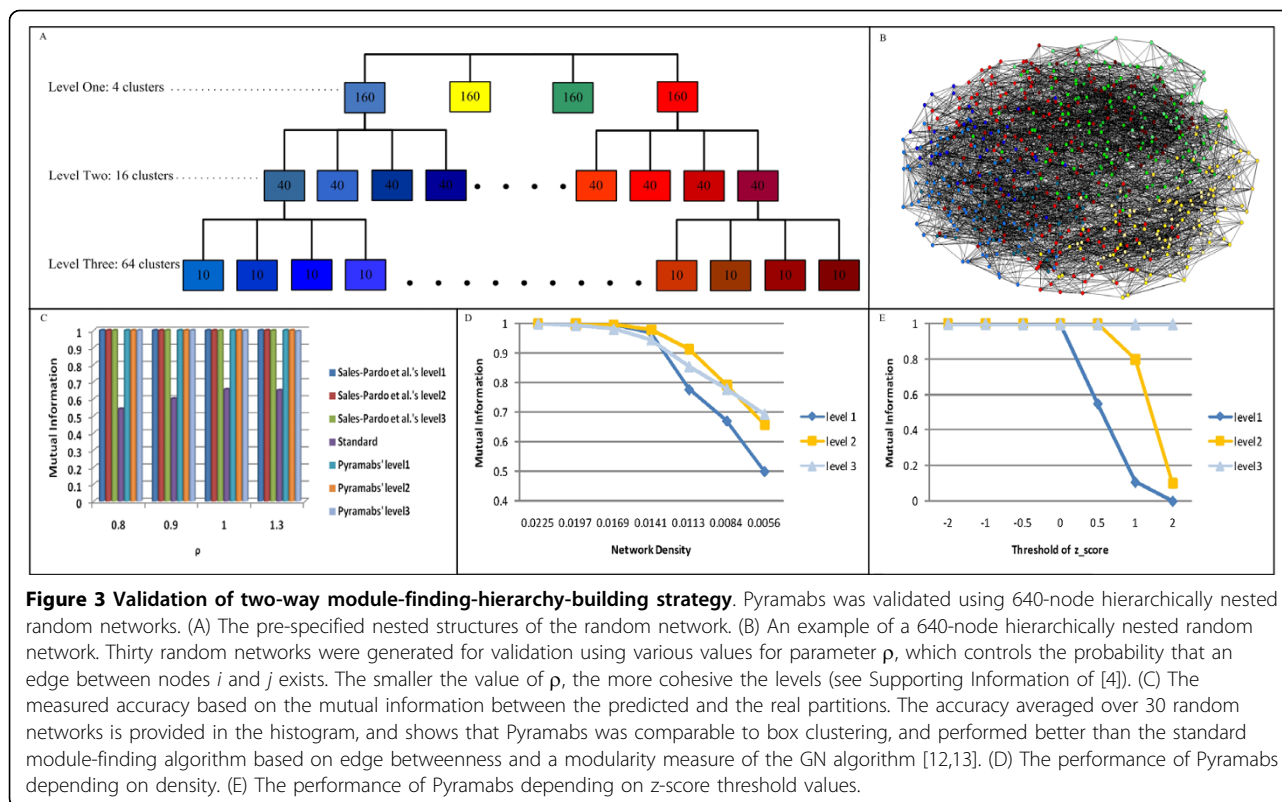 A
Level One: 4 clusters
160 160 160 160
Level Two: 16 clusters
40 40 40 40 40 40 40 40
Level Three: 64 clusters
10 10 10 10 10 10 10 10
B
C
Mutual Information
1
0.9
0.8
0.7
0.6
0.5
0.4
0.3
0.2
0.1
0
0.8 0.9 1 1.3
ρ
Sales-Pardo et al.'s level1
Sales-Pardo et al.'s level2
Sales-Pardo et al.'s level3
Standard
Pyramabs' level1
Pyramabs' level2
Pyramabs' level3
D
Mutual Information
1
0.9
0.8
0.7
0.6
0.5
0.4
0.0225 0.0197 0.0169 0.0141 0.0113 0.0084 0.0056
Network Density
level 1
level 2
level 3
E
Mutual Information
1
0.8
0.6
0.4
0.2
0
-2 -1 -0.5 0 0.5 1 2
Threshold of z_score
level1
level2
level3
Figure 3 Validation of two-way module-finding-hierarchy-building strategy. Pyramabs was validated using 640-node hierarchically nested
random networks. (A) The pre-specified nested structures of the random network. (B) An example of a 640-node hierarchically nested random
network. Thirty random networks were generated for validation using various values for parameter ρ, which controls the probability that an
edge between nodes i and j exists. The smaller the value of ρ, the more cohesive the levels (see Supporting Information of [4]). (C) The
measured accuracy based on the mutual information between the predicted and the real partitions. The accuracy averaged over 30 random
networks is provided in the histogram, and shows that Pyramabs was comparable to box clustering, and performed better than the standard
module-finding algorithm based on edge betweenness and a modularity measure of the GN algorithm [12,13]. (D) The performance of Pyramabs
depending on density. (E) The performance of Pyramabs depending on z-score threshold values.